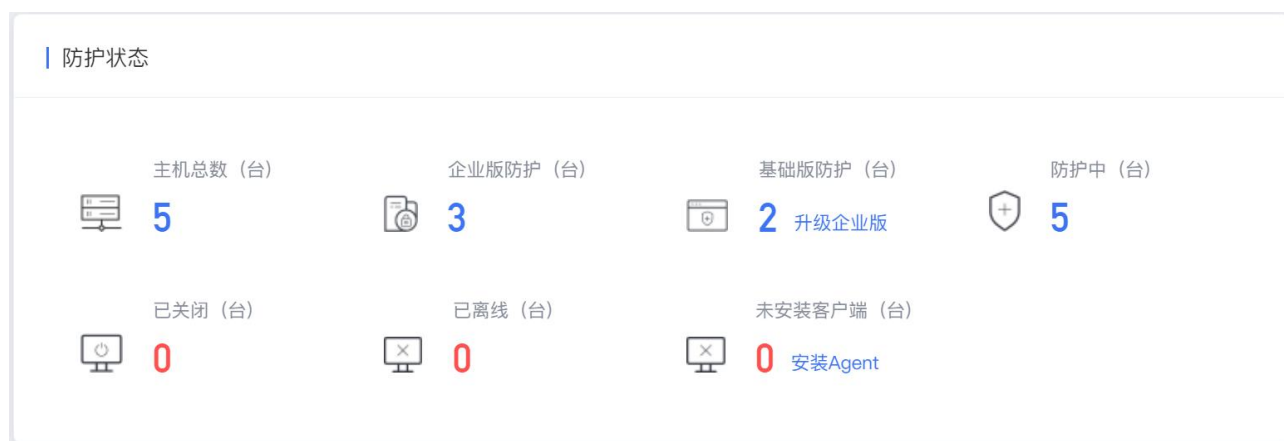 防护状态
主机总数（台） 企业版防护（台） 基础版防护（台） 防护中（台）
5 3 2 升级企业版 5
已关闭（台） 已离线（台） 未安装客户端（台）
0 0 0 安装Agent